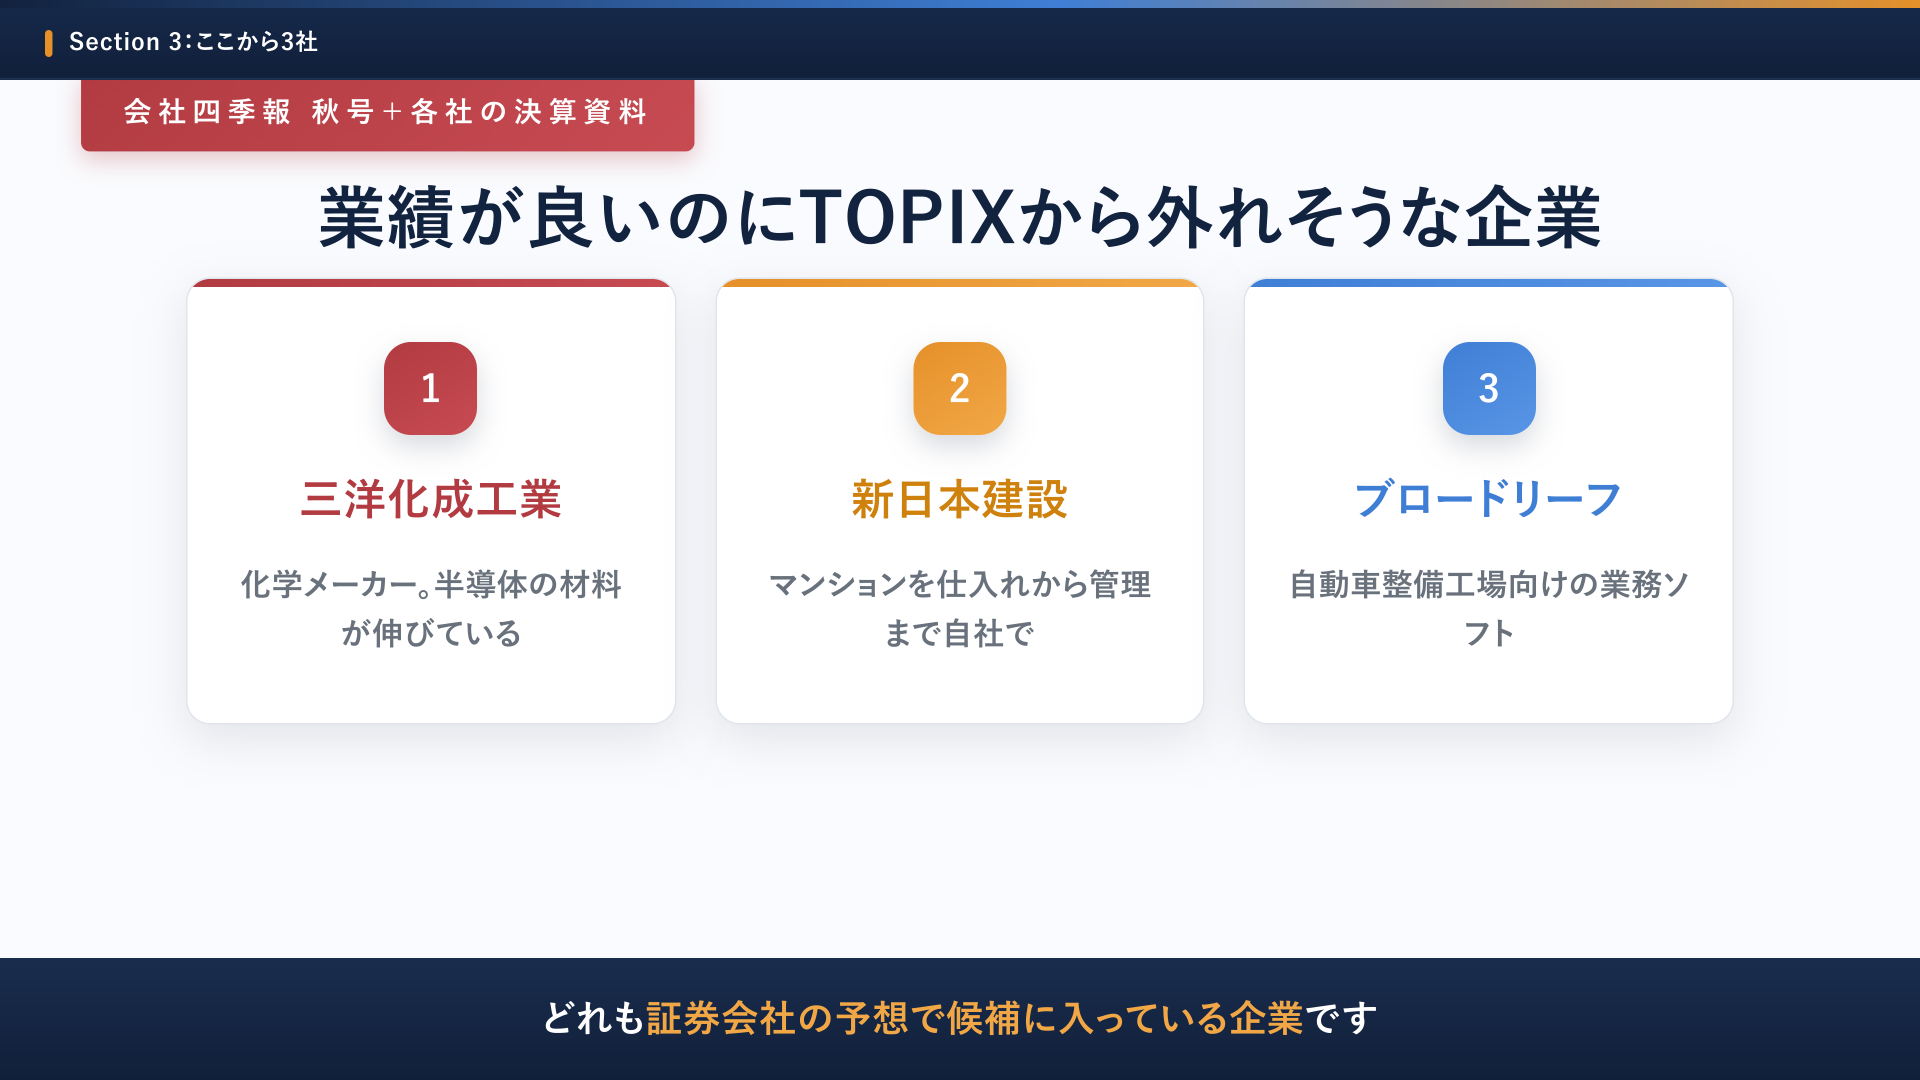 Section 3：ここから3社
会社四季報 秋号＋各社の決算資料
業績が良いのにTOPIXから外れそうな企業
1
三洋化成工業
化学メーカー。半導体の材料
が伸びている
2
新日本建設
マンションを仕入れから管理
まで自社で
3
ブロードリーフ
自動車整備工場向けの業務ソ
フト
どれも証券会社の予想で候補に入っている企業です